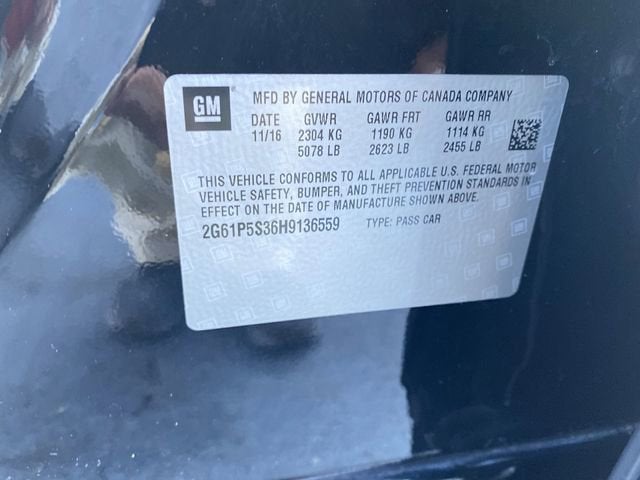 GM
MFD BY GENERAL MOTORS OF CANADA COMPANY
DATE GVWR GAWR FRT GAWR RR
11/16 2304 KG 1190 KG 1114 KG
5078 LB 2623 LB 2455 LB
THIS VEHICLE CONFORMS TO ALL APPLICABLE U.S. FEDERAL MOTOR
VEHICLE SAFETY, BUMPER, AND THEFT PREVENTION STANDARDS IN
EFFECT ON THE DATE OF MANUFACTURE SHOWN ABOVE.
2G61P5S36H9136559 TYPE: PASS CAR